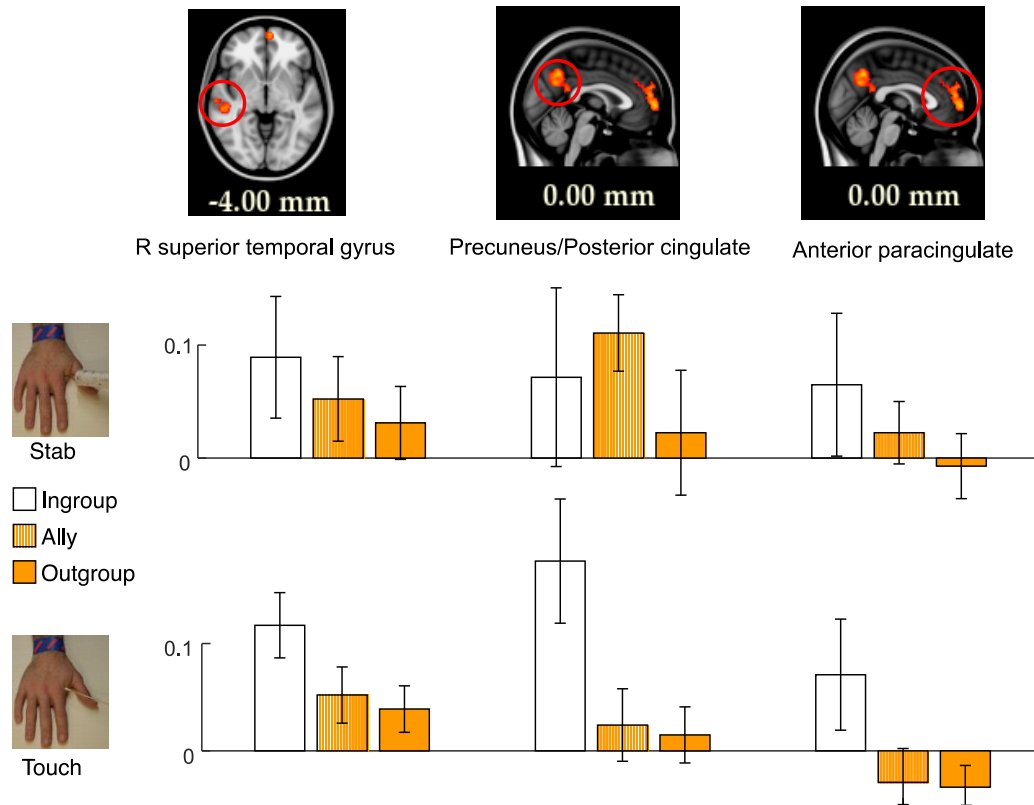 -4.00 mm
0.00 mm
0.00 mm
R superior temporal gyrus
Precuneus/Posterior cingulate
Anterior paracingulate
0.1
0
Stab
Ingroup
Ally
Outgroup
0.1
0
Touch